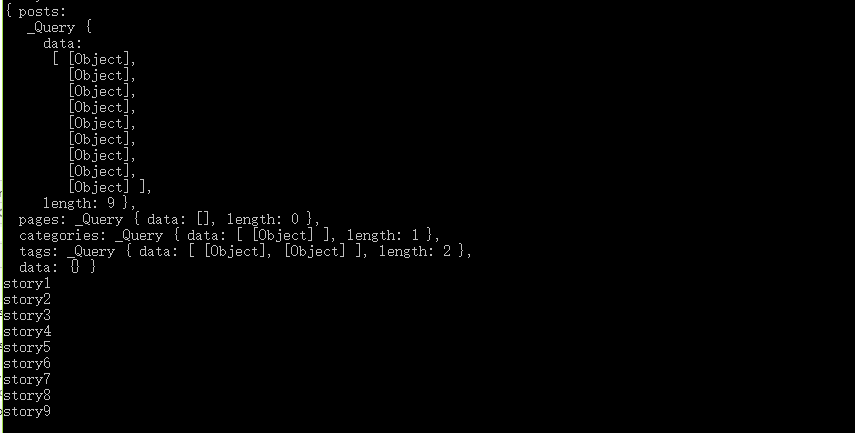 { posts:
   _Query {
     data:
      [ [Object],
        [Object],
        [Object],
        [Object],
        [Object],
        [Object],
        [Object],
        [Object],
        [Object] ],
     length: 9 },
  pages: _Query { data: [], length: 0 },
  categories: _Query { data: [ [Object] ], length: 1 },
  tags: _Query { data: [ [Object], [Object] ], length: 2 },
  data: {} }
story1
story2
story3
story4
story5
story6
story7
story8
story9